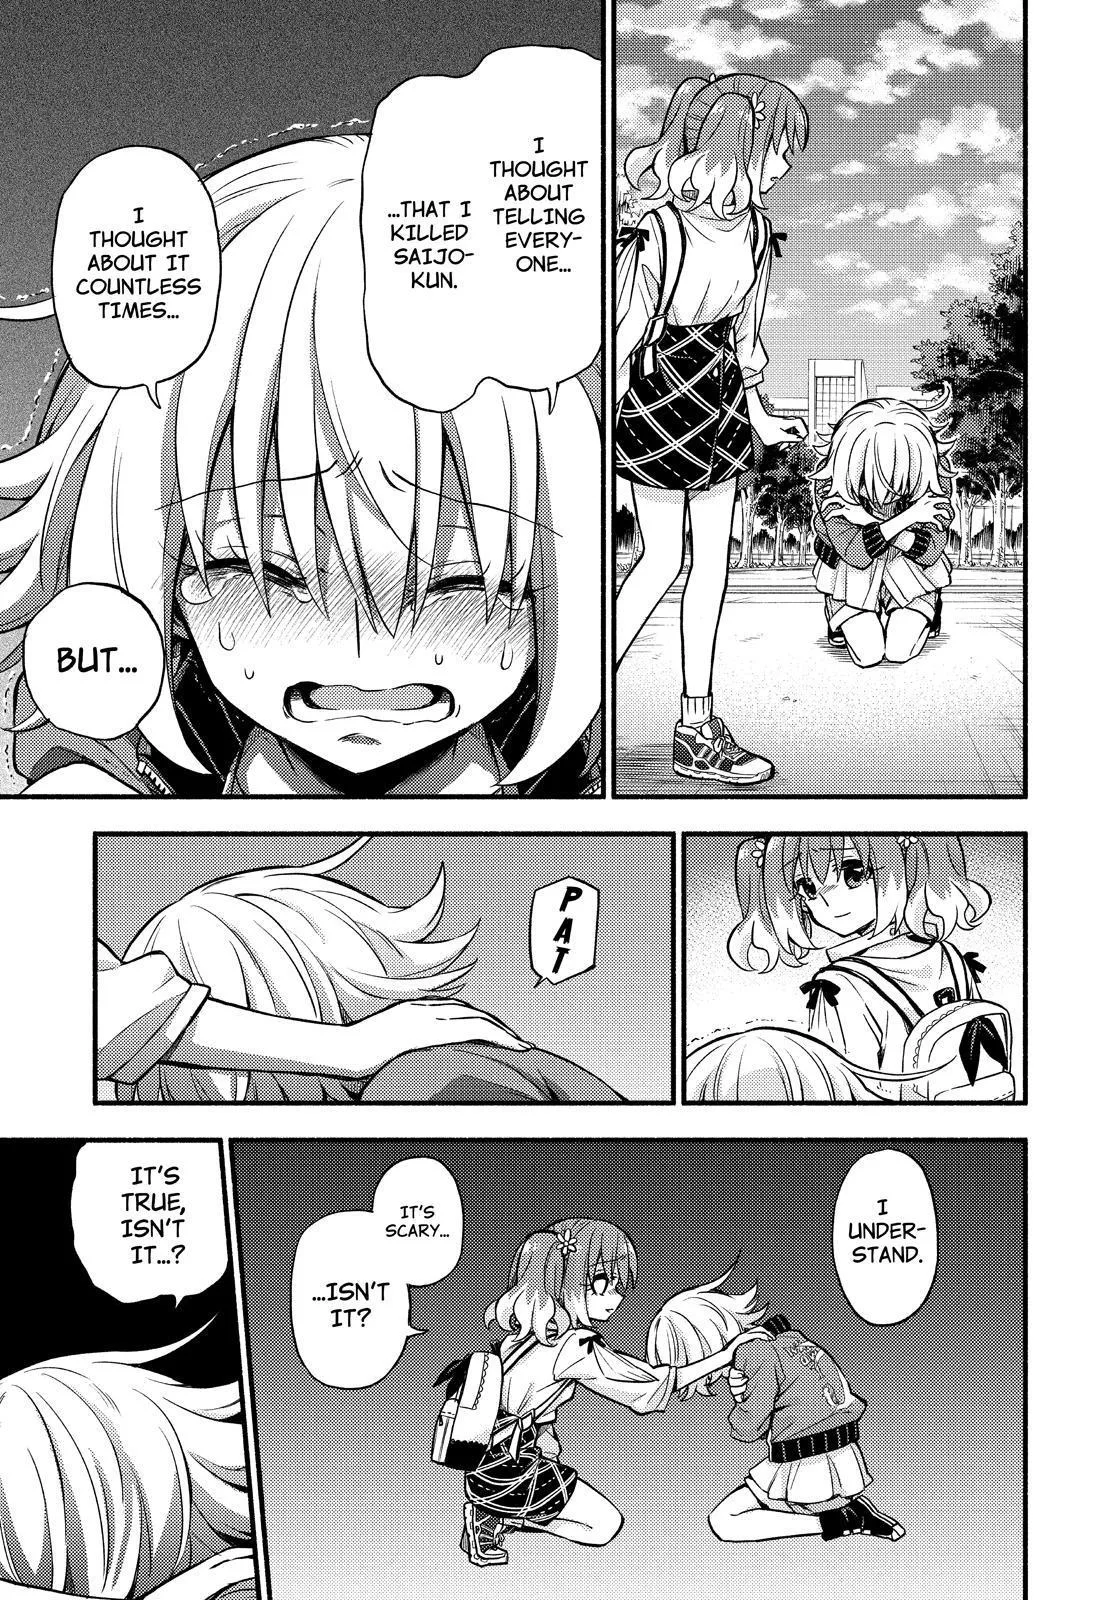 I
THOUGHT
ABOUT
TELLING
EVERY-
ONE...
...THAT I
KILLED
SAIJO-
KUN.
I
THOUGHT
ABOUT IT
COUNTLESS
TIMES...
BUT...
PAT
I
UNDER-
STAND.
IT'S
SCARY...
...ISN'T
IT?
IT'S
TRUE,
ISN'T
IT...?